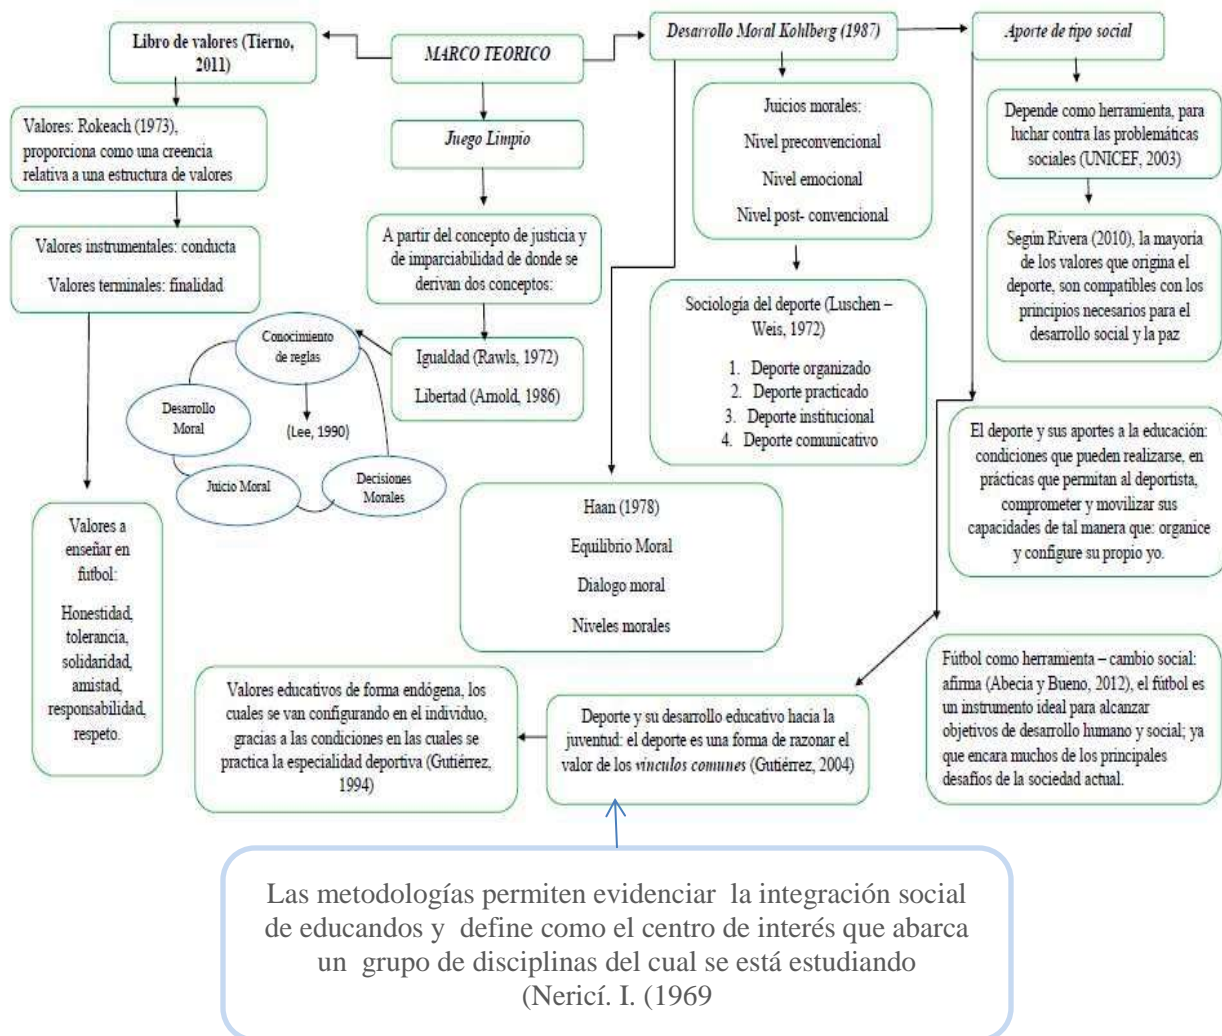 Libro de valores (Tierno,
2011)
MARCO TEORICO
Desarrollo Moral Kohlberg (1987)
Aporte de tipo social
Valores: Rokeach (1973),
proporciona como una creencia
relativa a una estructura de valores
Juego Limpio
Juicios morales:
Nivel preconvencional
Nivel emocional
Nivel post- convencional
Depende como herramienta, para
luchar contra las problemáticas
sociales (UNICEF, 2003)
Valores instrumentales: conducta
Valores terminales: finalidad
A partir del concepto de justicia y
de imparciabilidad de donde se
derivan dos conceptos:
Según Rivera (2010), la mayoría
de los valores que origina el
deporte, son compatibles con los
principios necesarios para el
desarrollo social y la paz
Sociología del deporte (Luschen –
Weis, 1972)
1. Deporte organizado
2. Deporte practicado
3. Deporte institucional
4. Deporte comunicativo
Igualdad (Rawls, 1972)
Libertad (Arnold, 1986)
Conocimiento
de reglas
(Lee, 1990)
Desarrollo
Moral
Juicio Moral
Decisiones
Morales
El deporte y sus aportes a la educación:
condiciones que pueden realizarse, en
prácticas que permitan al deportista,
comprometer y movilizar sus
capacidades de tal manera que: organice
y configure su propio yo.
Valores a
enseñar en
futbol:
Honestidad,
tolerancia,
solidaridad,
amistad,
responsabilidad,
respeto.
Haan (1978)
Equilibrio Moral
Dialogo moral
Niveles morales
Fútbol como herramienta – cambio social:
afirma (Abecia y Bueno, 2012), el fútbol es
un instrumento ideal para alcanzar
objetivos de desarrollo humano y social; ya
que encara muchos de los principales
desafíos de la sociedad actual.
Valores educativos de forma endógena, los
cuales se van configurando en el individuo,
gracias a las condiciones en las cuales se
practica la especialidad deportiva (Gutiérrez,
1994)
Deporte y su desarrollo educativo hacia la
juventud: el deporte es una forma de razonar el
valor de los vínculos comunes (Gutiérrez, 2004)
Las metodologías permiten evidenciar la integración social
de educandos y define como el centro de interés que abarca
un grupo de disciplinas del cual se está estudiando
(Nericí. I. (1969